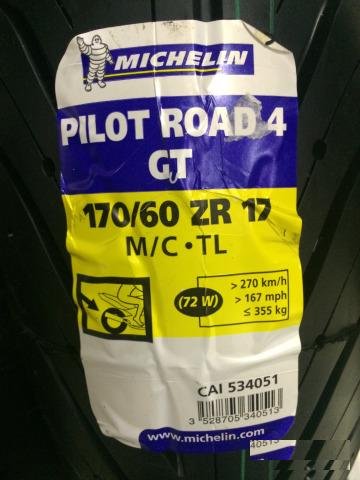 MICHELIN
PILOT ROAD 4
GT
170/60 ZR 17
M/C • TL
(72 W)
> 270 km/h
> 167 mph
≤ 355 kg
CAI 534051
3 528705 340513
www.michelin.com
40513